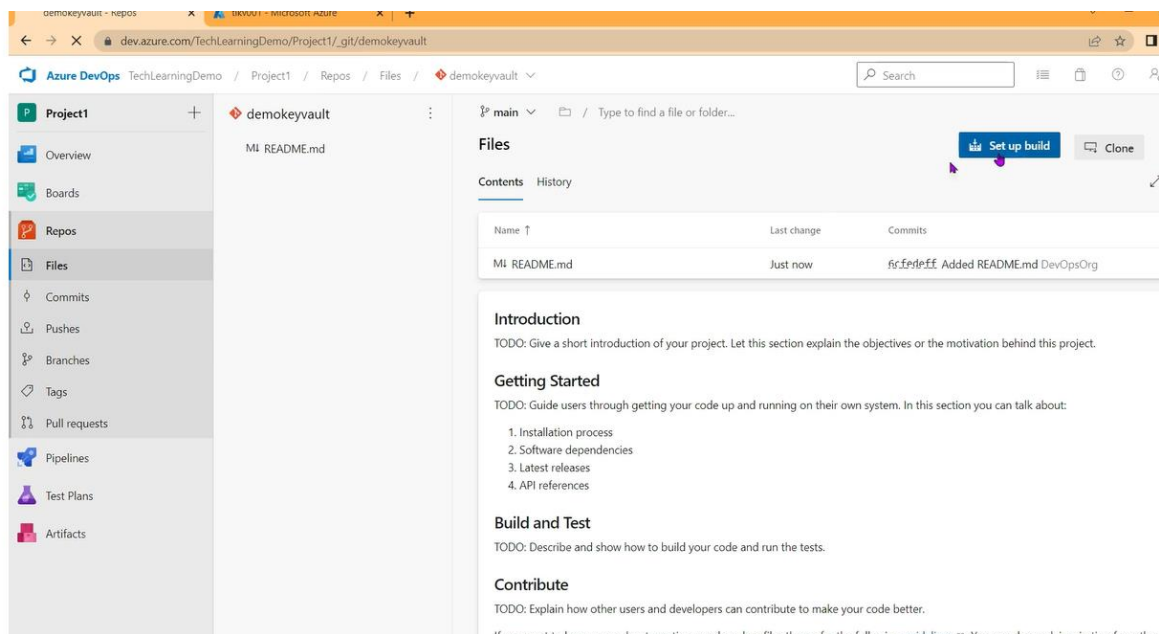 demokeyvault - Repos
Microsoft Azure
dev.azure.com/TechLearningDemo/Project1/_git/demokeyvault
Azure DevOps TechLearningDemo / Project1 / Repos / Files / demokeyvault
Search
P Project1
demokeyvault
main / Type to find a file or folder...
Overview
M↓ README.md
Files
Set up build
Clone
Boards
Contents History
Repos
Name ↑ Last change Commits
Files
M↓ README.md Just now Added README.md DevOpsOrg
Commits
Pushes
Branches
Tags
Pull requests
Pipelines
Test Plans
Artifacts
Introduction
TODO: Give a short introduction of your project. Let this section explain the objectives or the motivation behind this project.
Getting Started
TODO: Guide users through getting your code up and running on their own system. In this section you can talk about:
1. Installation process
2. Software dependencies
3. Latest releases
4. API references
Build and Test
TODO: Describe and show how to build your code and run the tests.
Contribute
TODO: Explain how other users and developers can contribute to make your code better.